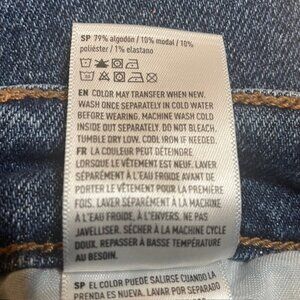 SP 79% algodón / 10% modal / 10%
poliéster / 1% elastano
EN COLOR MAY TRANSFER WHEN NEW.
WASH ONCE SEPARATELY IN COLD WATER
BEFORE WEARING. MACHINE WASH COLD
INSIDE OUT SEPARATELY. DO NOT BLEACH.
TUMBLE DRY LOW. COOL IRON IF NEEDED.
FR LA COULEUR PEUT DÉTEINDRE
LORSQUE LE VÊTEMENT EST NEUF. LAVER
SÉPARÉMENT À L'EAU FROIDE AVANT DE
PORTER LE VÊTEMENT POUR LA PREMIÈRE
FOIS. LAVER SÉPARÉMENT À LA MACHINE
À L'EAU FROIDE, À L'ENVERS. NE PAS
JAVELLISER. SÉCHER À LA MACHINE CYCLE
DOUX. REPASSER À BASSE TEMPÉRATURE
AU BESOIN.
SP EL COLOR PUEDE SALIRSE CUANDO LA
PRENDA ES NUEVA. LAVAR POR SEPARADO